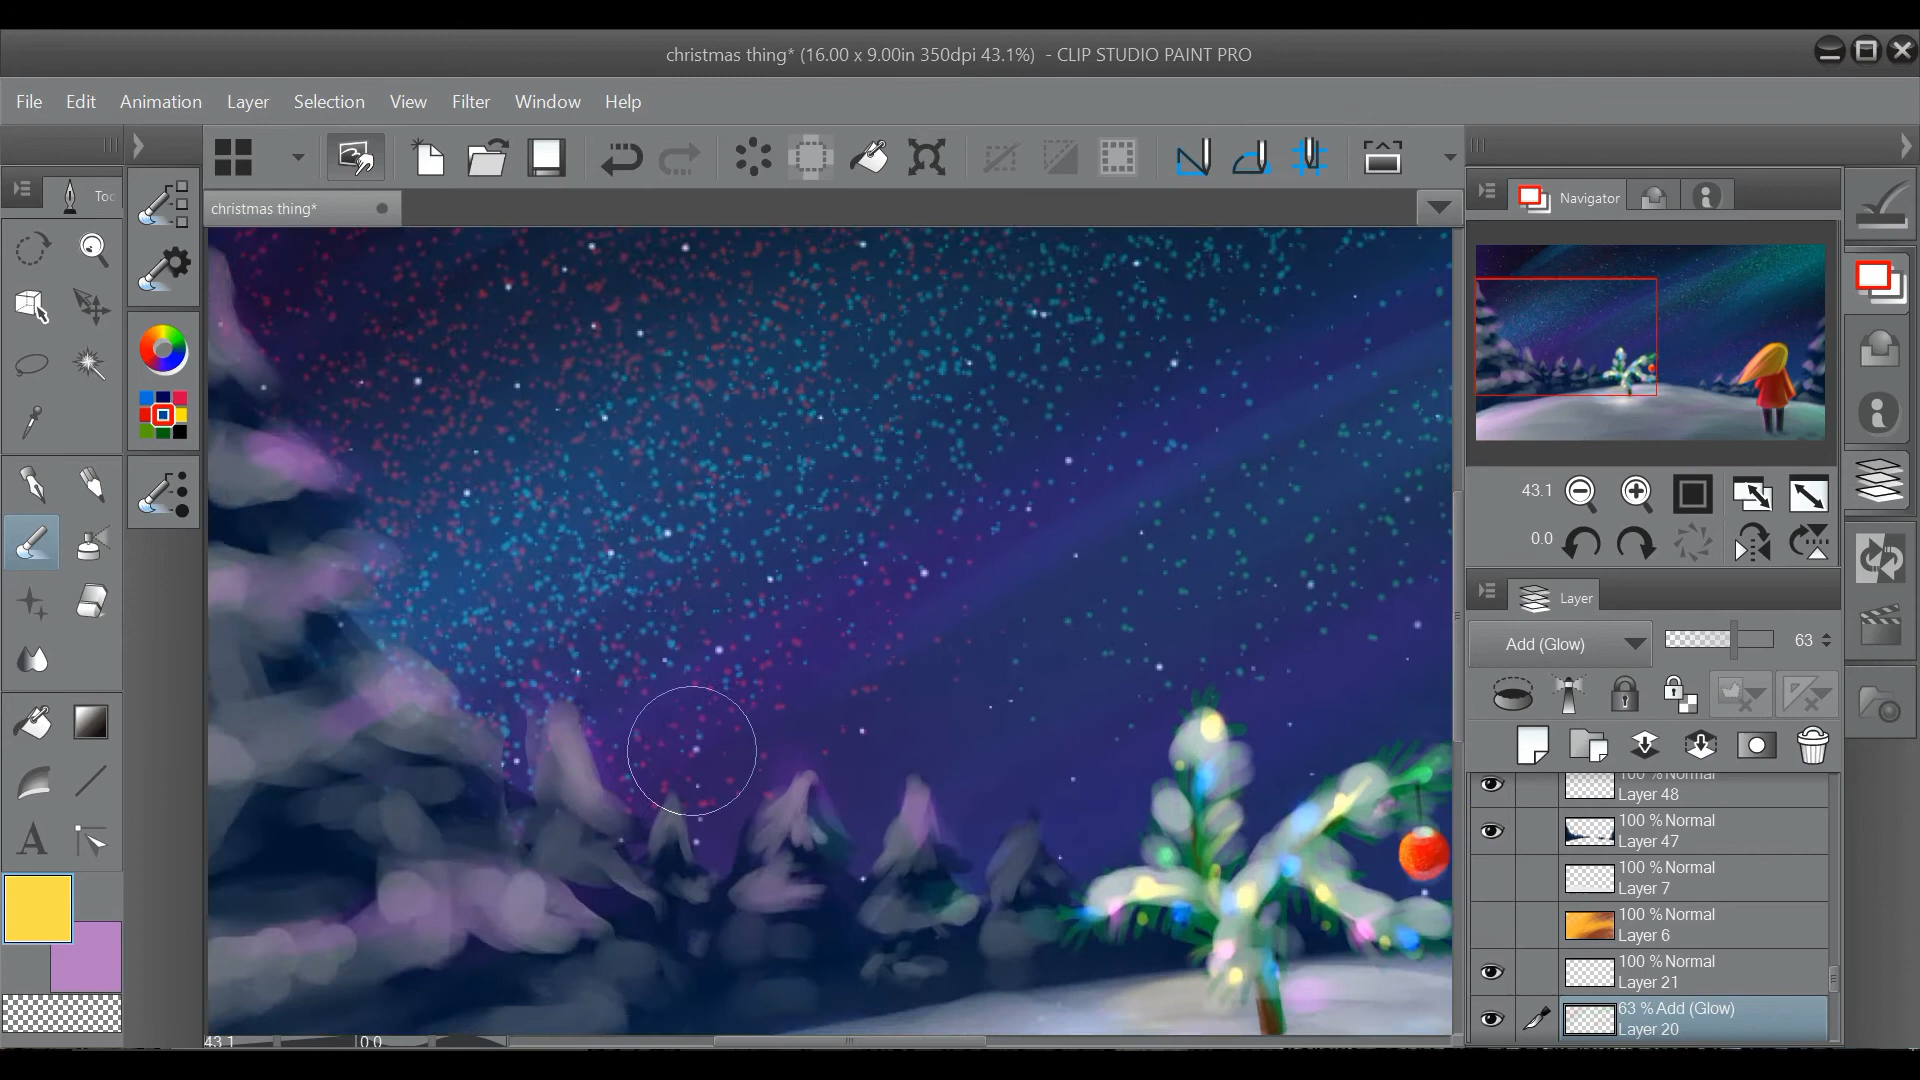 christmas thing* (16.00 x 9.00in 350dpi 43.1%) - CLIP STUDIO PAINT PRO
File Edit Animation Layer Selection View Filter Window Help
Toc
christmas thing*
Navigator
43.1
0.0
Layer
Add (Glow) 63
100 % Normal
Layer 48
100 % Normal
Layer 47
100 % Normal
Layer 7
100 % Normal
Layer 6
100 % Normal
Layer 21
63 % Add (Glow)
Layer 20
43.1 0.0